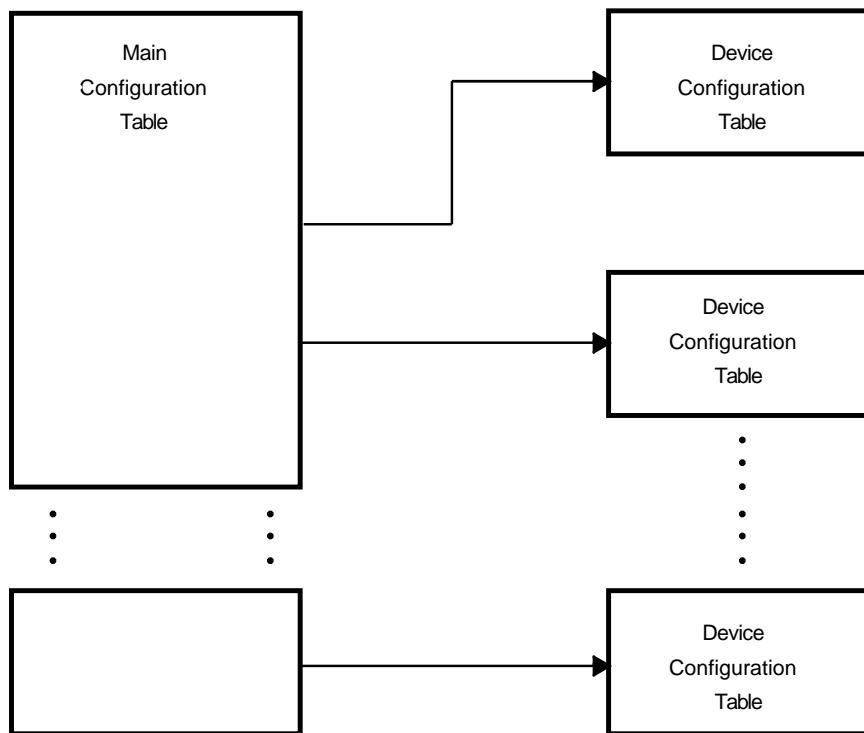 Main
Configuration
Table
Device
Configuration
Table
Device
Configuration
Table
Device
Configuration
Table